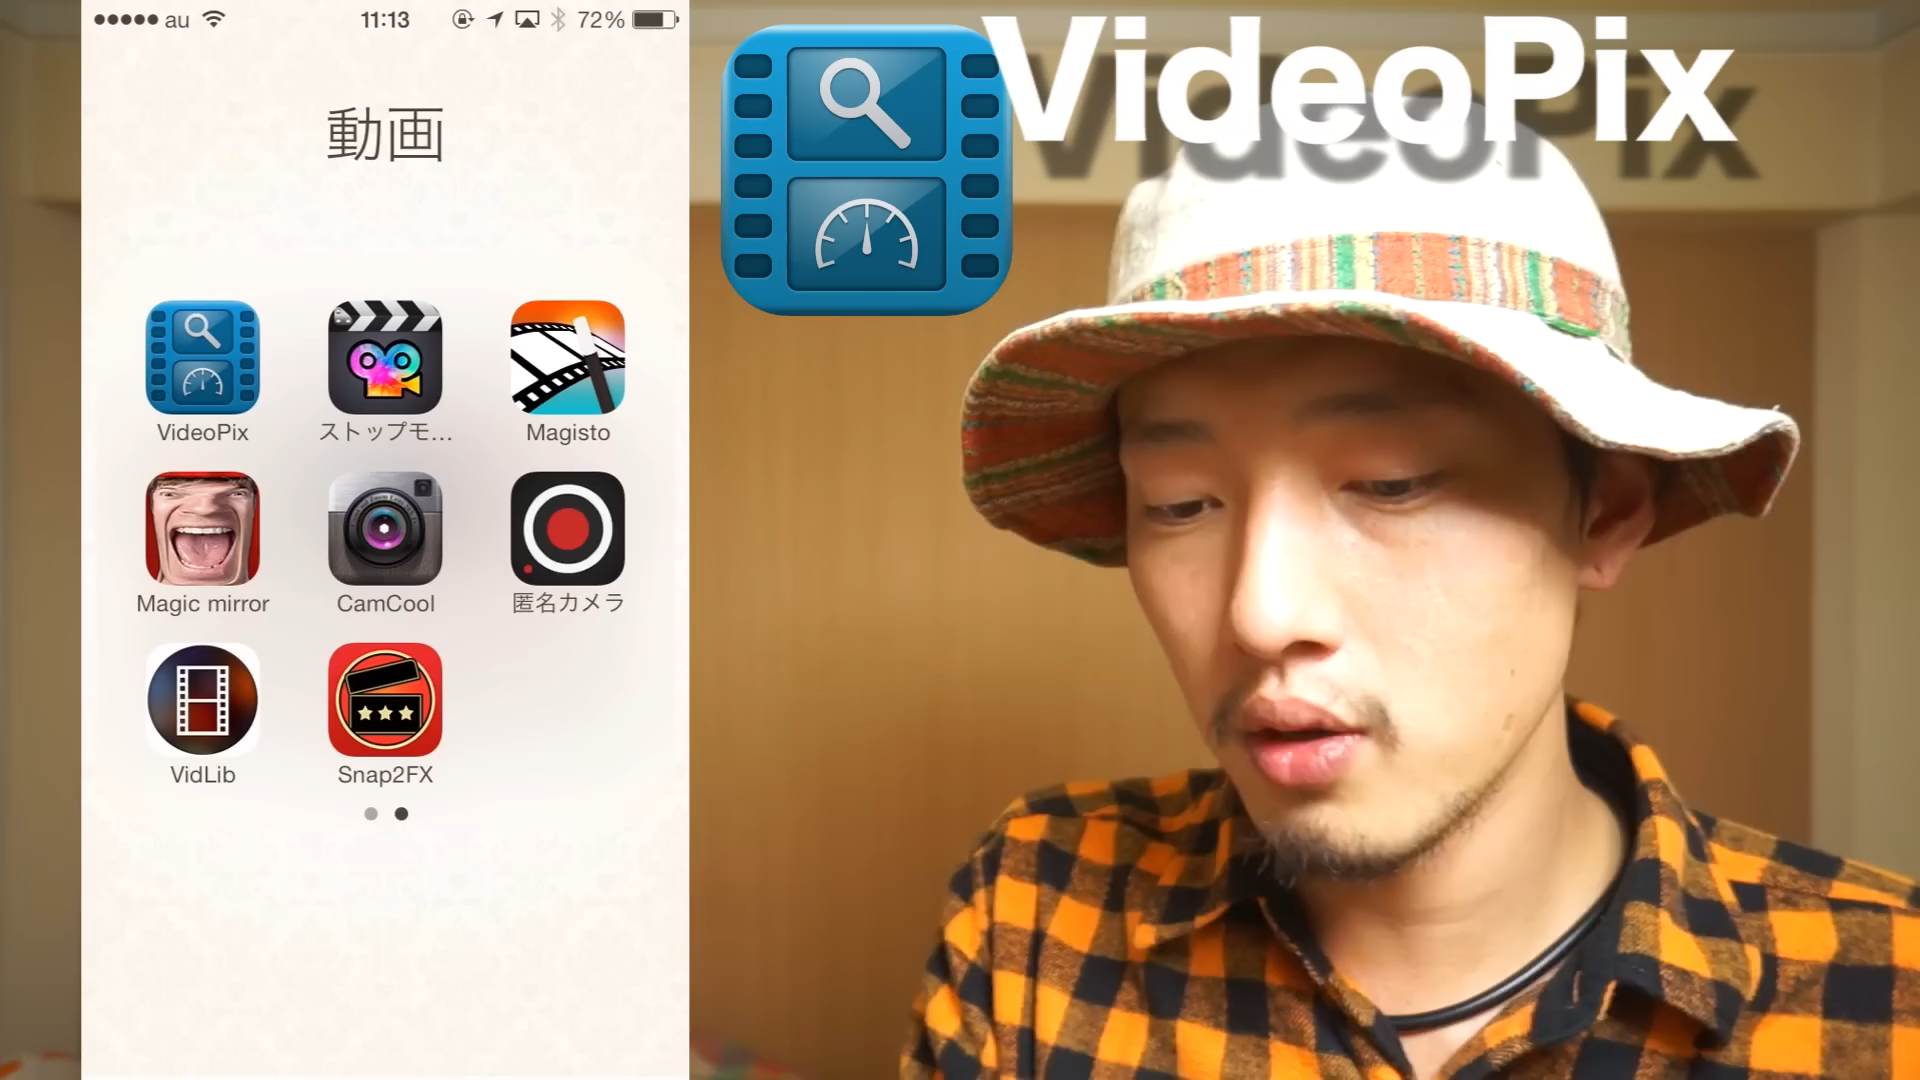 au 11:13 72%
動画
VideoPix
VideoPix ストップモ... Magisto
Magic mirror CamCool 匿名カメラ
VidLib Snap2FX